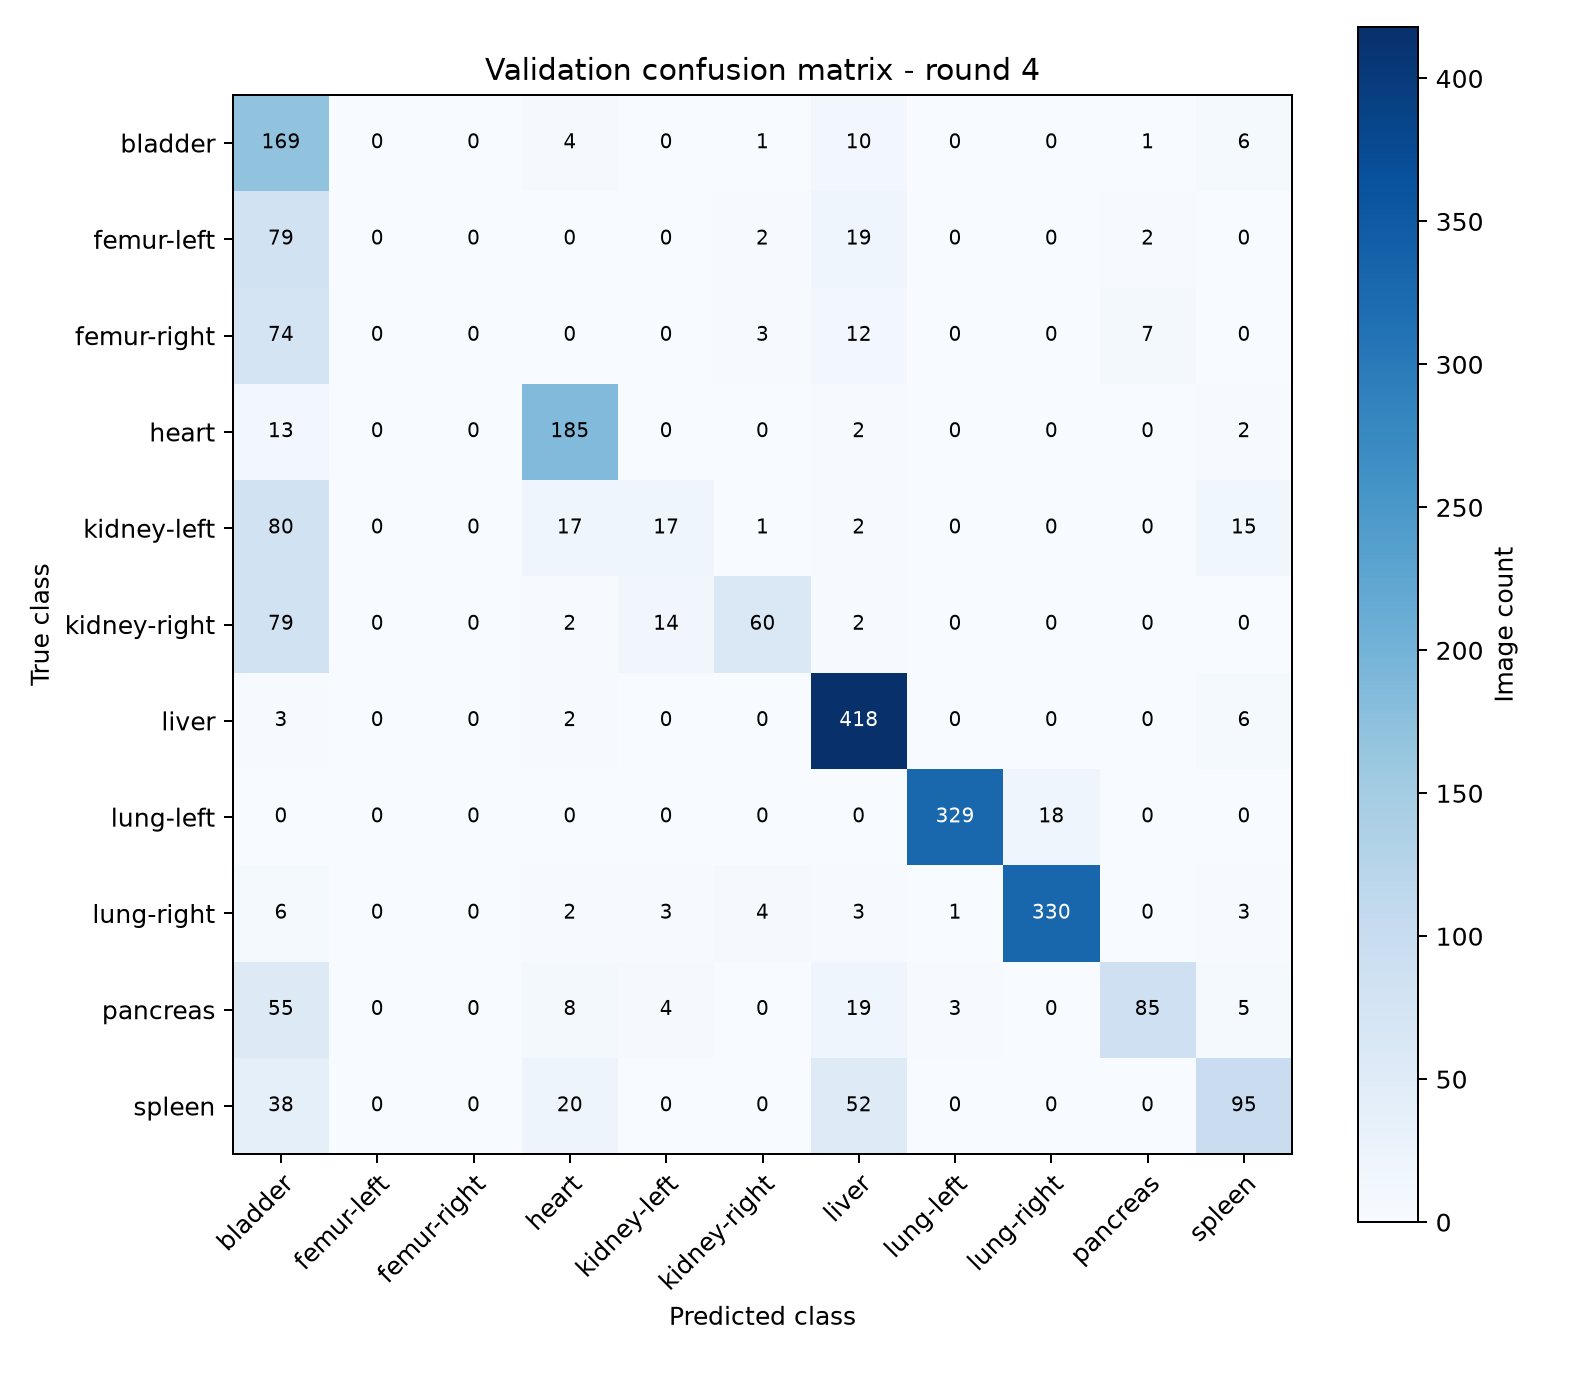 Validation confusion matrix - round 4
bladder 169 0 0 4 0 1 10 0 0 1 6
femur-left 79 0 0 0 0 2 19 0 0 2 0
femur-right 74 0 0 0 0 3 12 0 0 7 0
heart 13 0 0 185 0 0 2 0 0 0 2
kidney-left 80 0 0 17 17 1 2 0 0 0 15
kidney-right 79 0 0 2 14 60 2 0 0 0 0
liver 3 0 0 2 0 0 418 0 0 0 6
lung-left 0 0 0 0 0 0 0 329 18 0 0
lung-right 6 0 0 2 3 4 3 1 330 0 3
pancreas 55 0 0 8 4 0 19 3 0 85 5
spleen 38 0 0 20 0 0 52 0 0 0 95
True class
bladder femur-left femur-right heart kidney-left kidney-right liver lung-left lung-right pancreas spleen
Predicted class
400
350
300
250
200
150
100
50
0
Image count